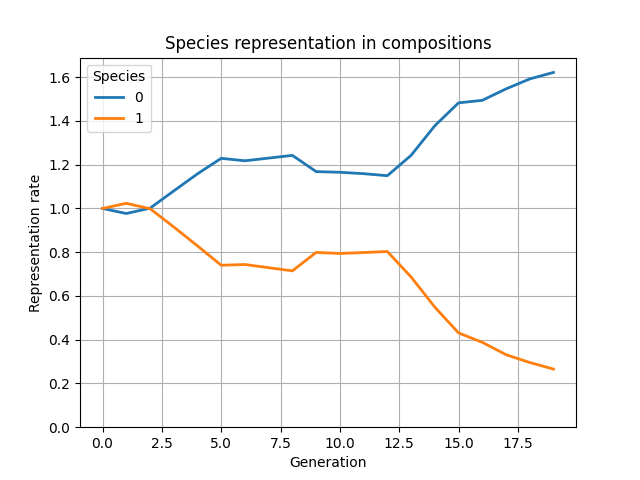 Species representation in compositions
Species
0
1
Representation rate
1.6
1.4
1.2
1.0
0.8
0.6
0.4
0.2
0.0
0.0 2.5 5.0 7.5 10.0 12.5 15.0 17.5
Generation